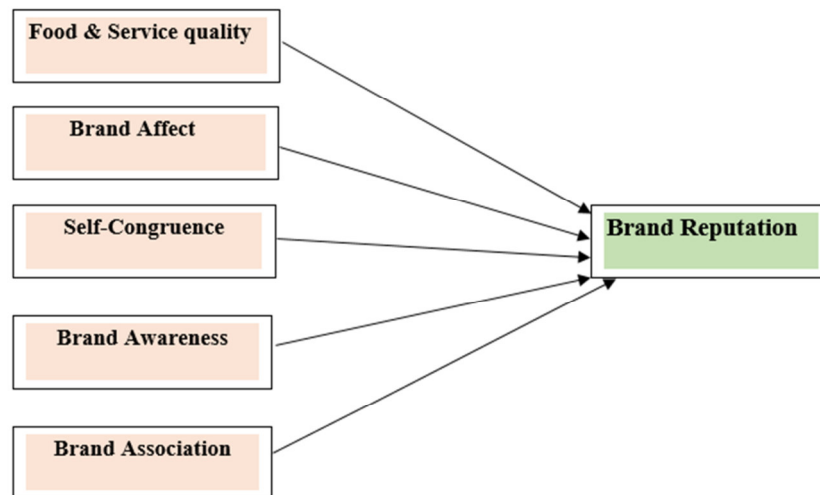 Food & Service quality
Brand Affect
Self-Congruence
Brand Reputation
Brand Awareness
Brand Association